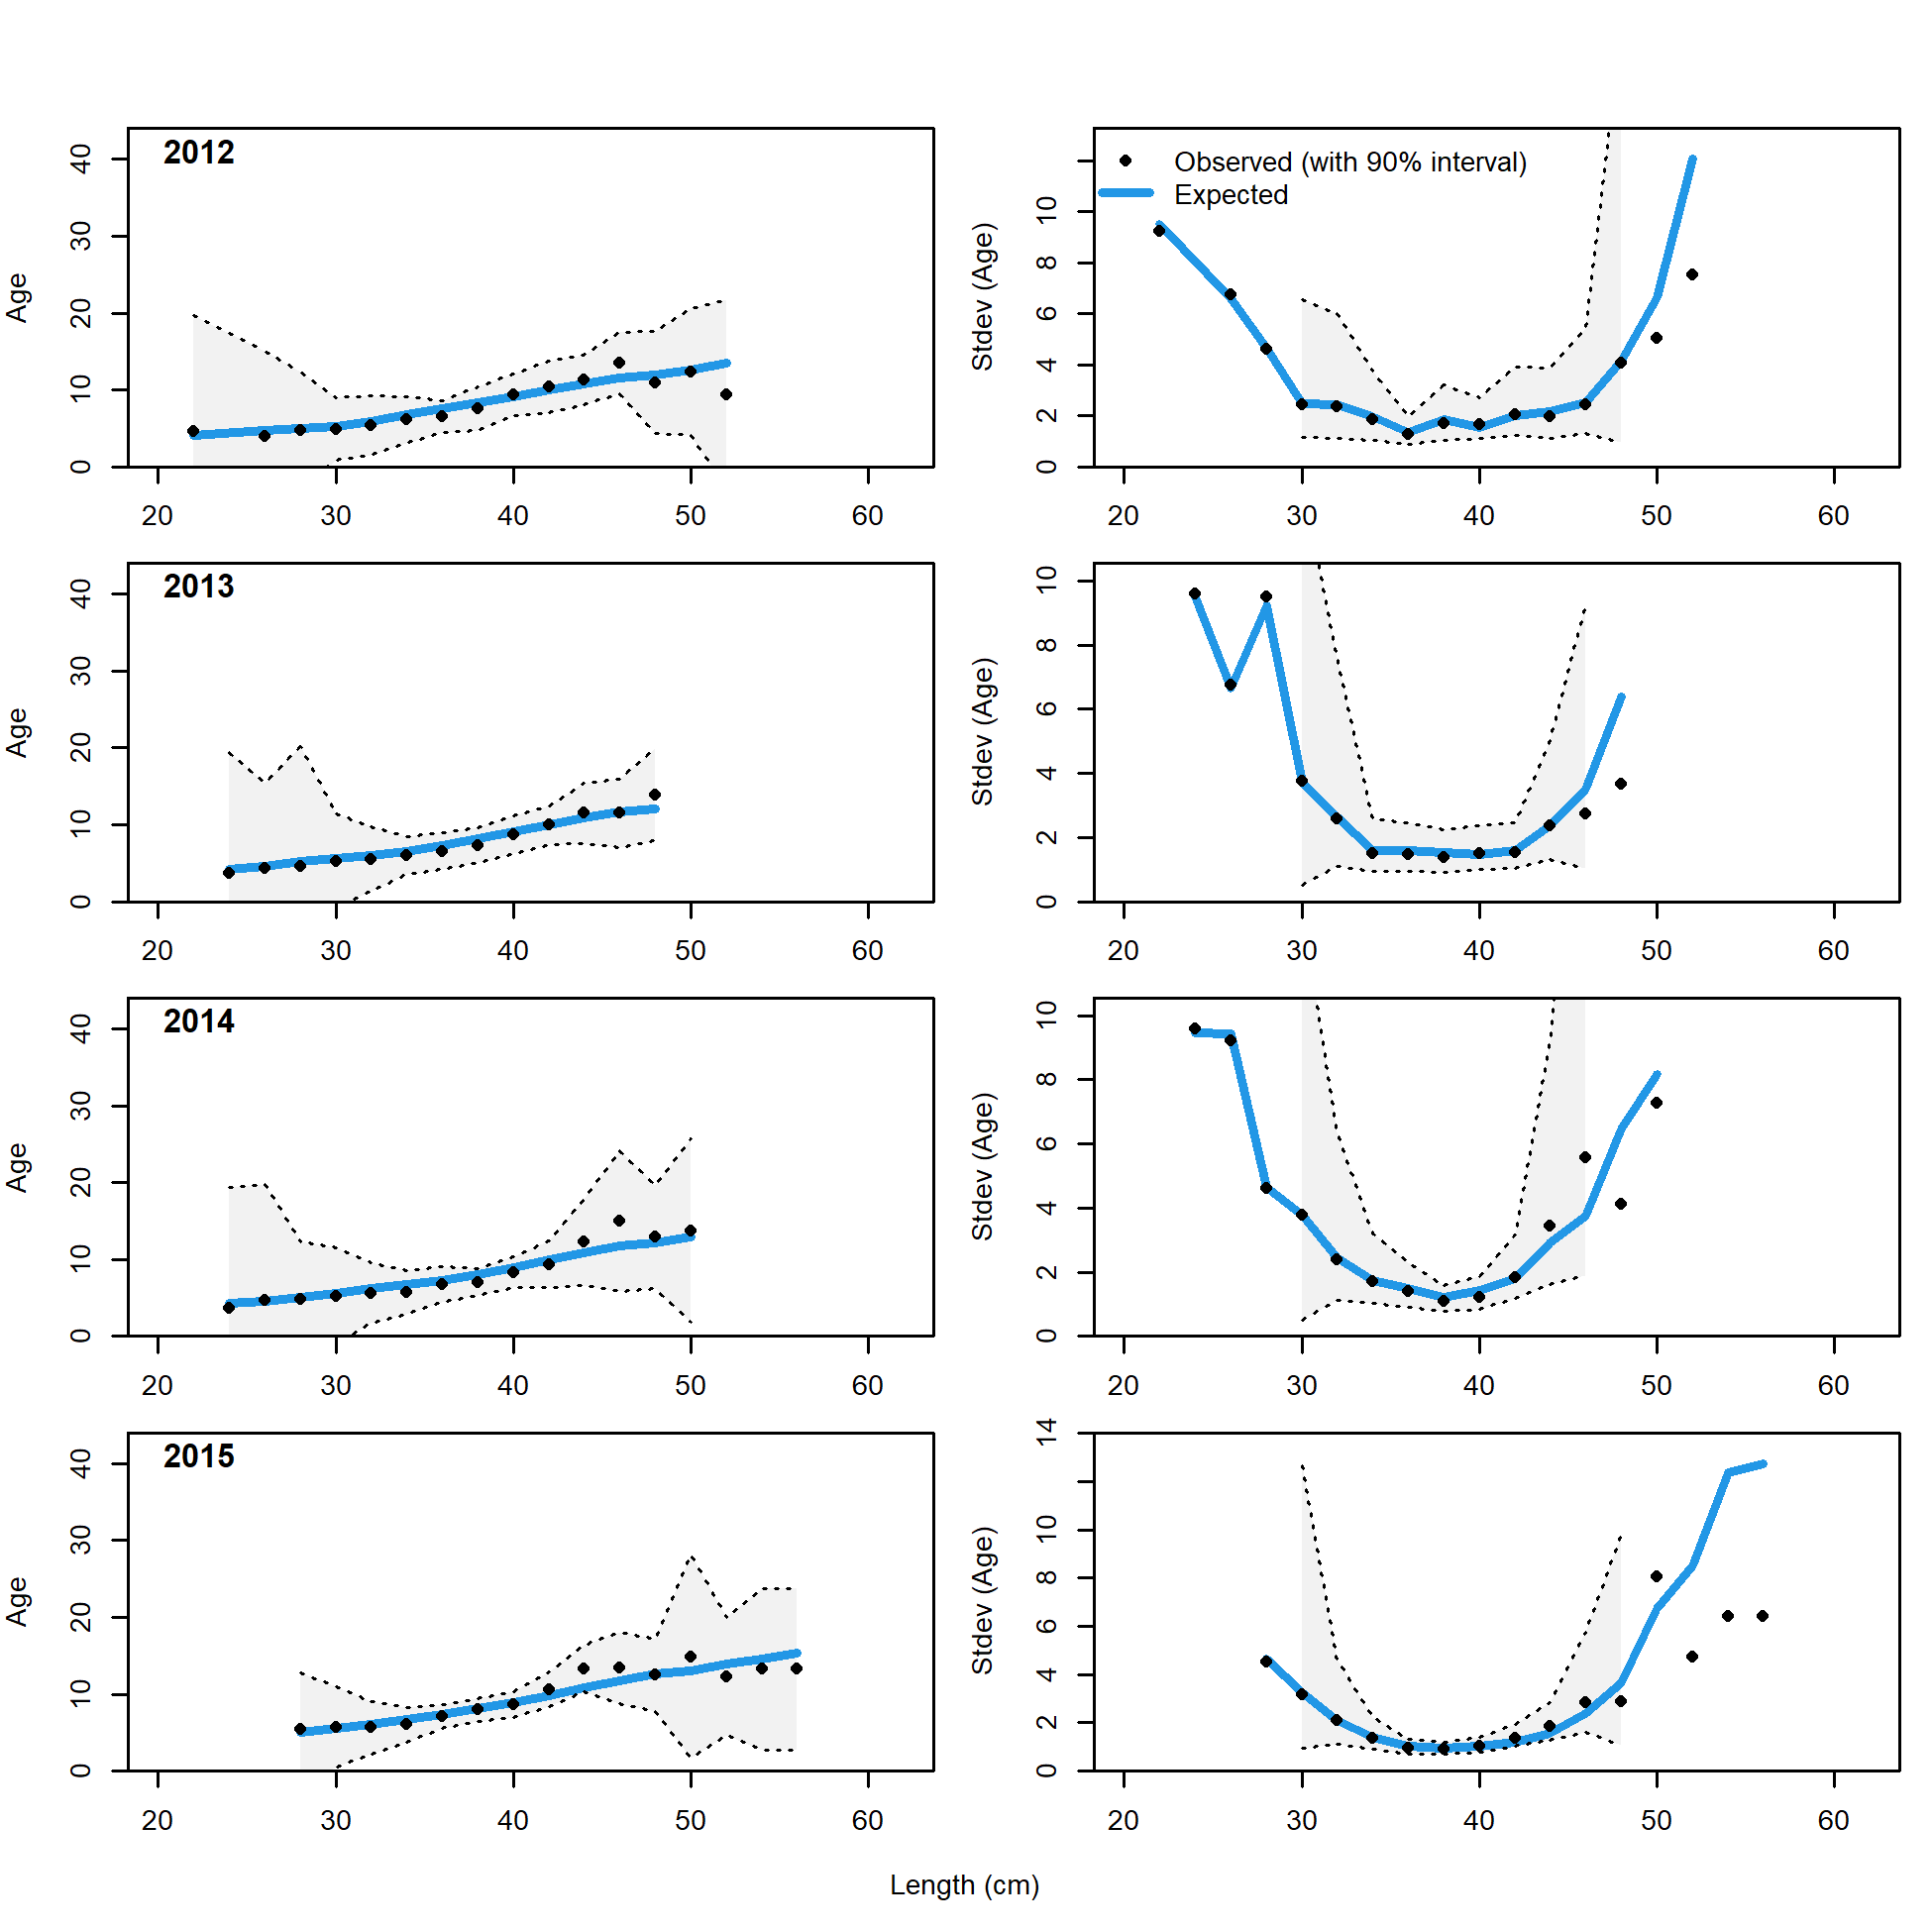 2012
Age
0 10 20 30 40
20 30 40 50 60
Observed (with 90% interval)
Expected
Stdev (Age)
0 2 4 6 8 10
20 30 40 50 60
2013
Age
0 10 20 30 40
20 30 40 50 60
Stdev (Age)
0 2 4 6 8 10
20 30 40 50 60
2014
Age
0 10 20 30 40
20 30 40 50 60
Stdev (Age)
0 2 4 6 8 10
20 30 40 50 60
2015
Age
0 10 20 30 40
20 30 40 50 60
Stdev (Age)
0 2 4 6 8 10 14
20 30 40 50 60
Length (cm)